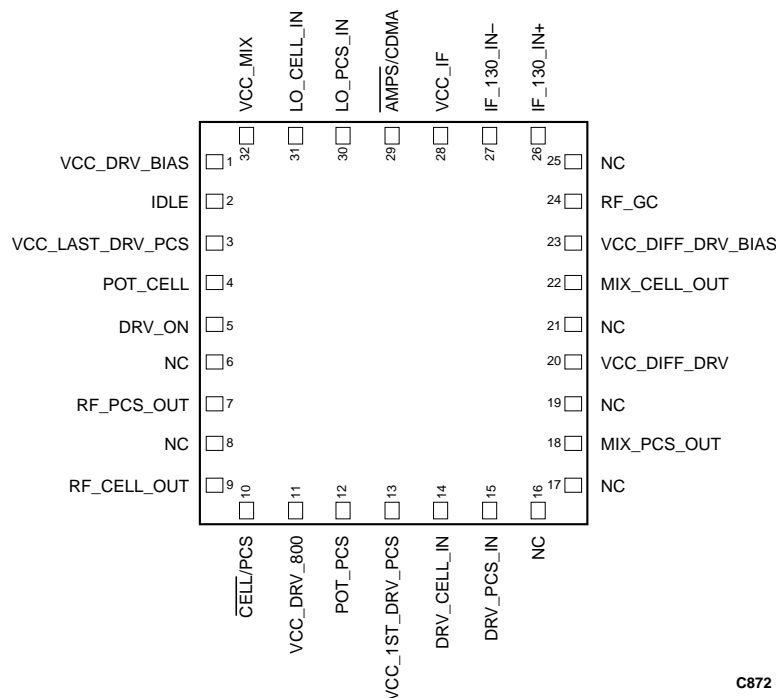 VCC_MIX
LO_CELL_IN
LO_PCS_IN
AMPS/CDMA
VCC_IF
IF_130_IN–
IF_130_IN+
32
31
30
29
28
27
26
VCC_DRV_BIAS 1
IDLE 2
VCC_LAST_DRV_PCS 3
POT_CELL 4
DRV_ON 5
NC 6
RF_PCS_OUT 7
NC 8
RF_CELL_OUT 9
25 NC
24 RF_GC
23 VCC_DIFF_DRV_BIAS
22 MIX_CELL_OUT
21 NC
20 VCC_DIFF_DRV
19 NC
18 MIX_PCS_OUT
17 NC
10
11
12
13
14
15
16
CELL/PCS
VCC_DRV_800
POT_PCS
VCC_1ST_DRV_PCS
DRV_CELL_IN
DRV_PCS_IN
NC
C872